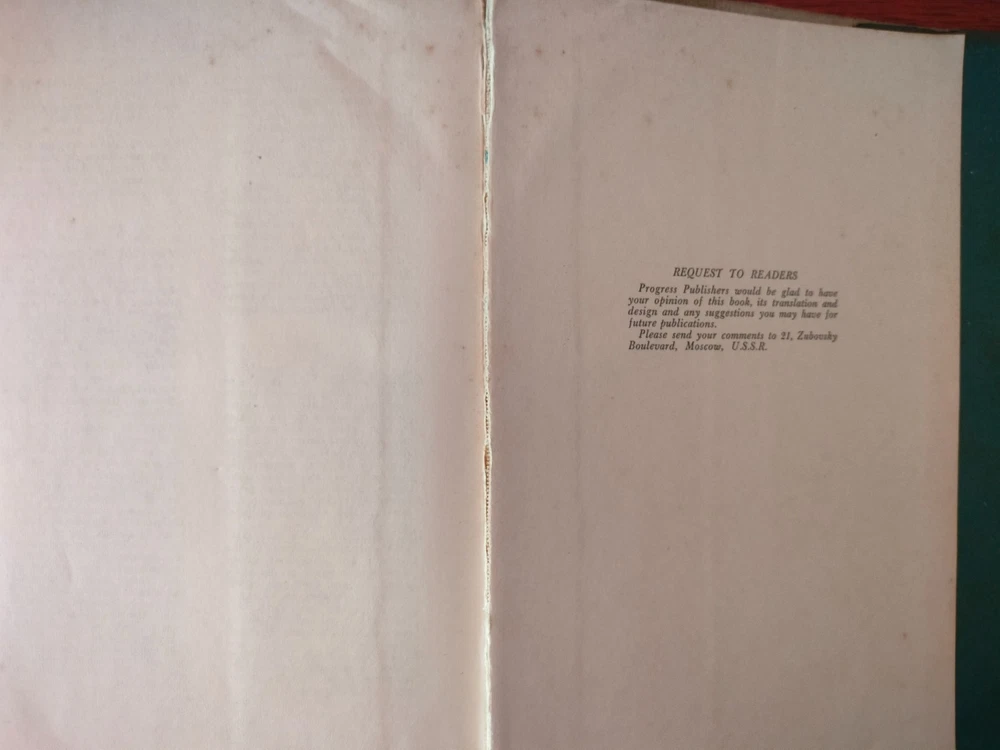 REQUEST TO READERS
Progress Publishers would be glad to have
your opinion of this book, its translation and
design and any suggestions you may have for
future publications.
Please send your comments to 21, Zubovsky
Boulevard, Moscow, U.S.S.R.